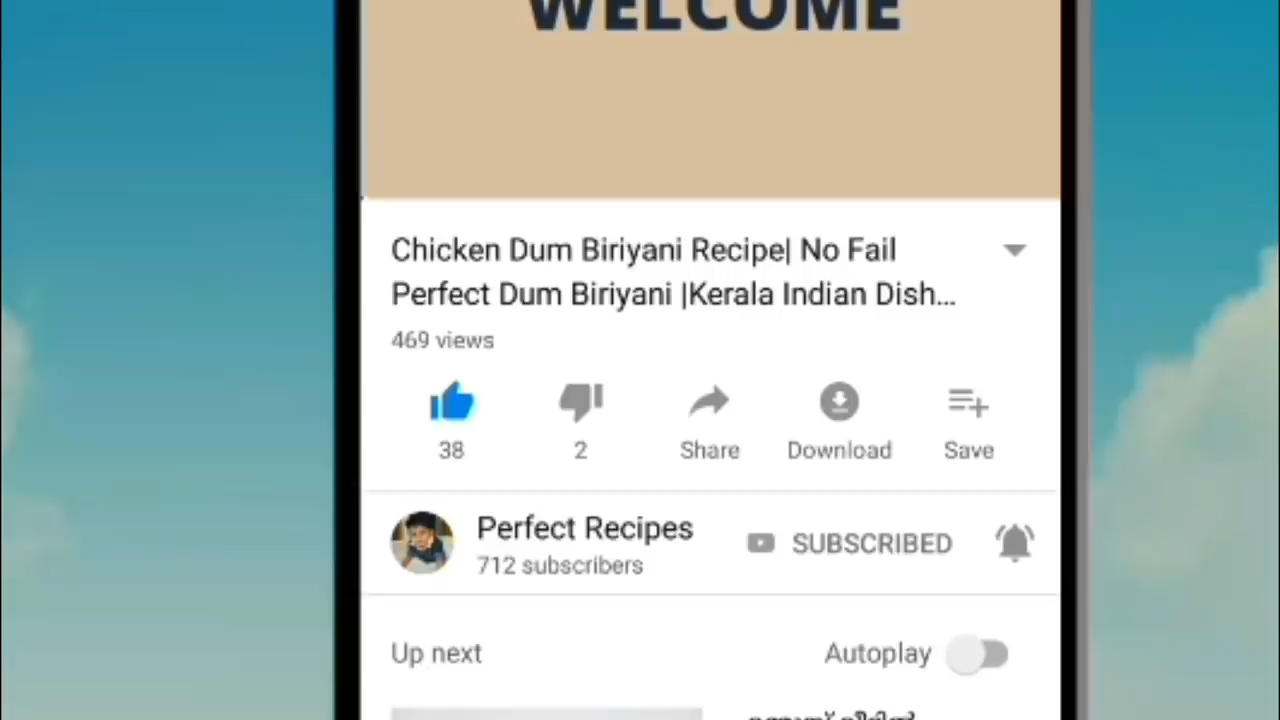 WELCOME
Chicken Dum Biriyani Recipe| No Fail
Perfect Dum Biriyani |Kerala Indian Dish...
469 views
38
2
Share
Download
Save
Perfect Recipes
712 subscribers
SUBSCRIBED
Up next
Autoplay